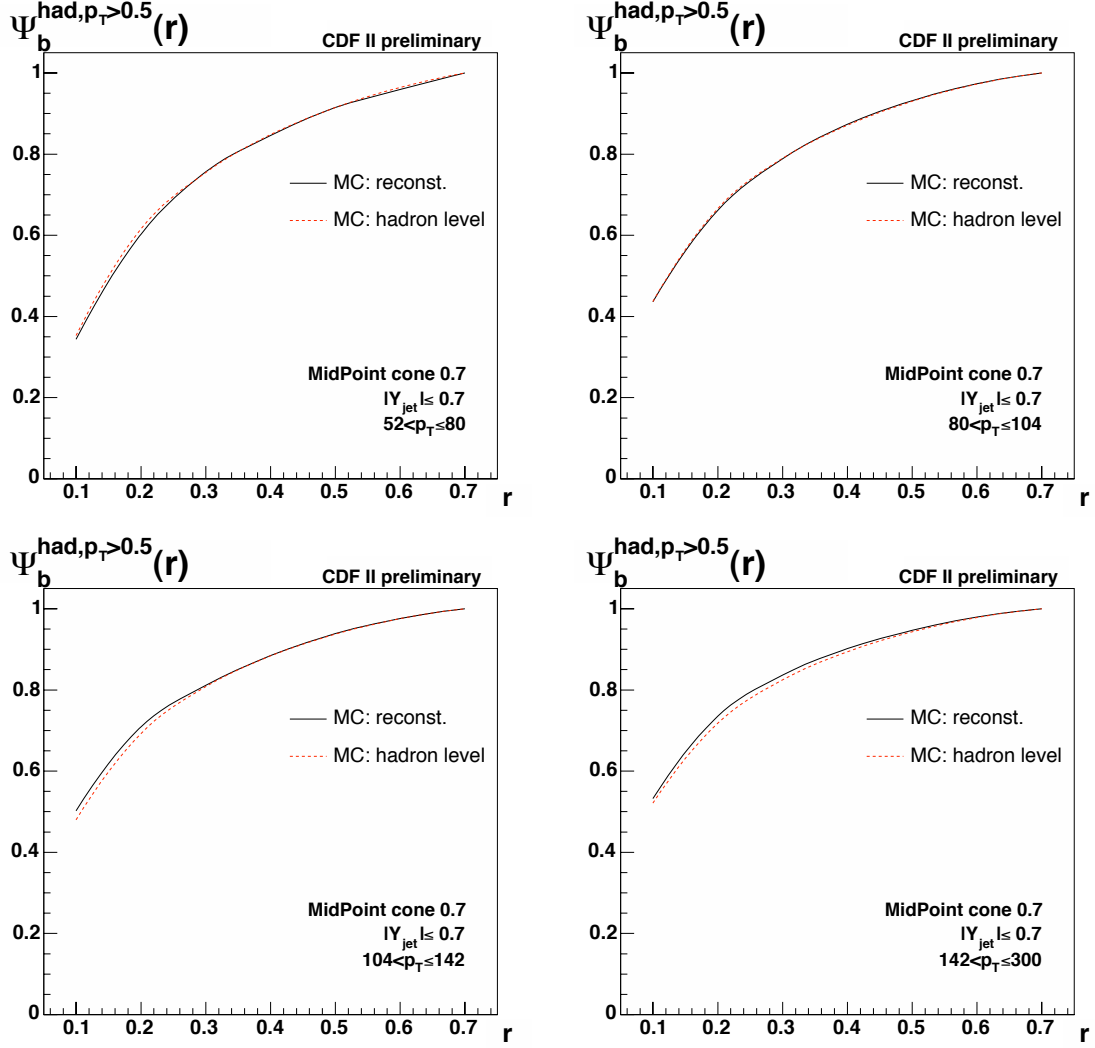 Ψ_b^{had,p_T>0.5}(r)
CDF II preliminary
1
0.8
0.6
0.4
0.2
0
MC: reconst.
MC: hadron level
MidPoint cone 0.7
|Y_jet|≤ 0.7
52<p_T≤80
0.1 0.2 0.3 0.4 0.5 0.6 0.7 r
Ψ_b^{had,p_T>0.5}(r)
CDF II preliminary
1
0.8
0.6
0.4
0.2
0
MC: reconst.
MC: hadron level
MidPoint cone 0.7
|Y_jet|≤ 0.7
80<p_T≤104
0.1 0.2 0.3 0.4 0.5 0.6 0.7 r
Ψ_b^{had,p_T>0.5}(r)
CDF II preliminary
1
0.8
0.6
0.4
0.2
0
MC: reconst.
MC: hadron level
MidPoint cone 0.7
|Y_jet|≤ 0.7
104<p_T≤142
0.1 0.2 0.3 0.4 0.5 0.6 0.7 r
Ψ_b^{had,p_T>0.5}(r)
CDF II preliminary
1
0.8
0.6
0.4
0.2
0
MC: reconst.
MC: hadron level
MidPoint cone 0.7
|Y_jet|≤ 0.7
142<p_T≤300
0.1 0.2 0.3 0.4 0.5 0.6 0.7 r